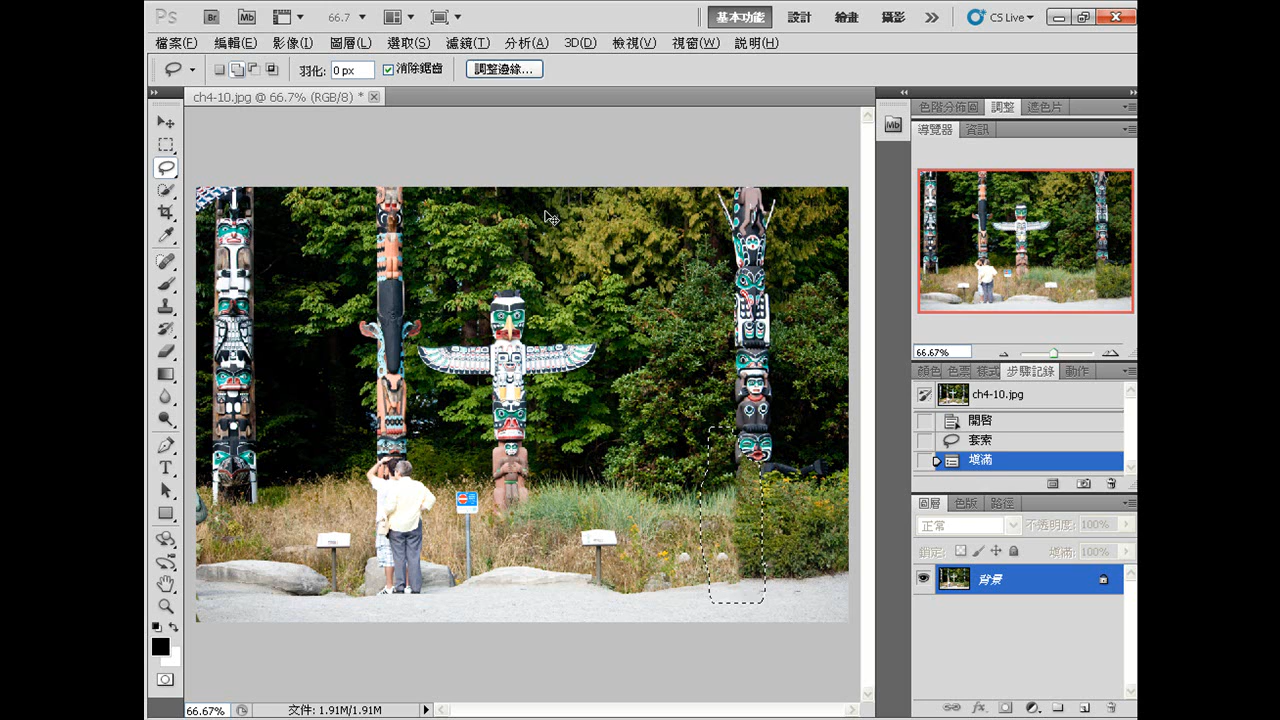 Ps Br Mb 66.7 基本功能 設計 繪畫 攝影 CS Live
檔案(F) 編輯(E) 影像(I) 圖層(L) 選取(S) 濾鏡(T) 分析(A) 3D(D) 檢視(V) 視窗(W) 說明(H)
羽化: 0 px 消除鋸齒 調整邊緣...
ch4-10.jpg @ 66.7% (RGB/8) *
色階分佈圖 調整 遮色片
Mb
導覽器 資訊
66.67%
顏色 色票 樣式 步驟記錄 動作
ch4-10.jpg
開啓
套索
填滿
圖層 色版 路徑
正常 不透明度: 100%
鎖定: 填滿: 100%
背景
T
66.67% 文件: 1.91M/1.91M
fx